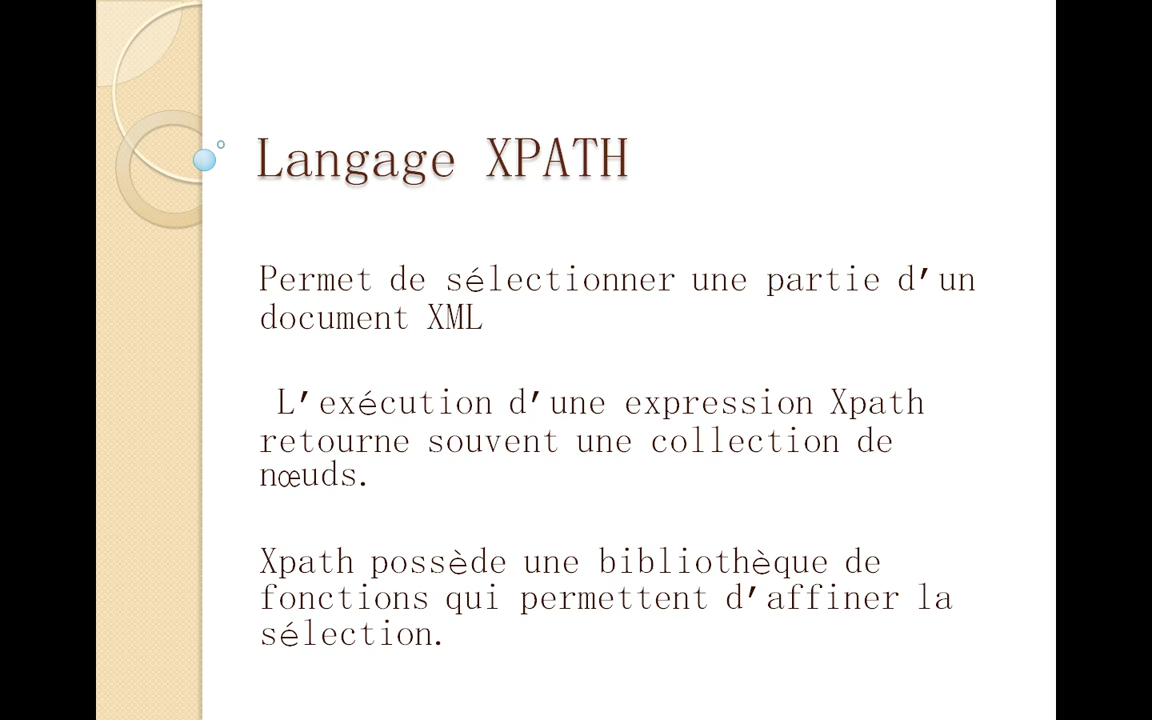 Langage XPATH
Permet de sélectionner une partie d’un
document XML
L’exécution d’une expression Xpath
retourne souvent une collection de
nœuds.
Xpath possède une bibliothèque de
fonctions qui permettent d’affiner la
sélection.